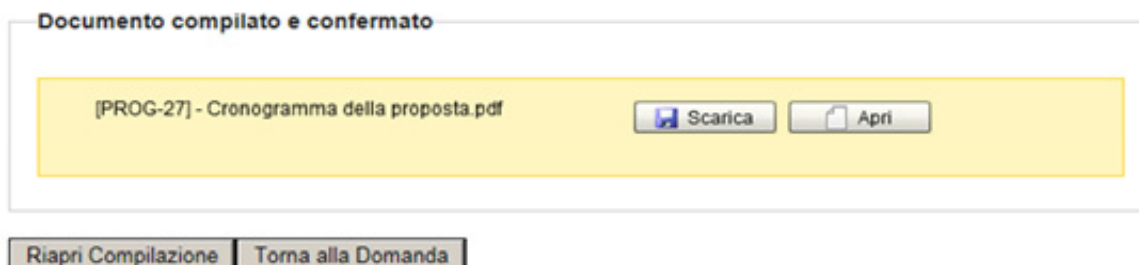 Documento compilato e confermato
[PROG-27] - Cronogramma della proposta.pdf Scarica Apri
Riapri Compilazione Torna alla Domanda